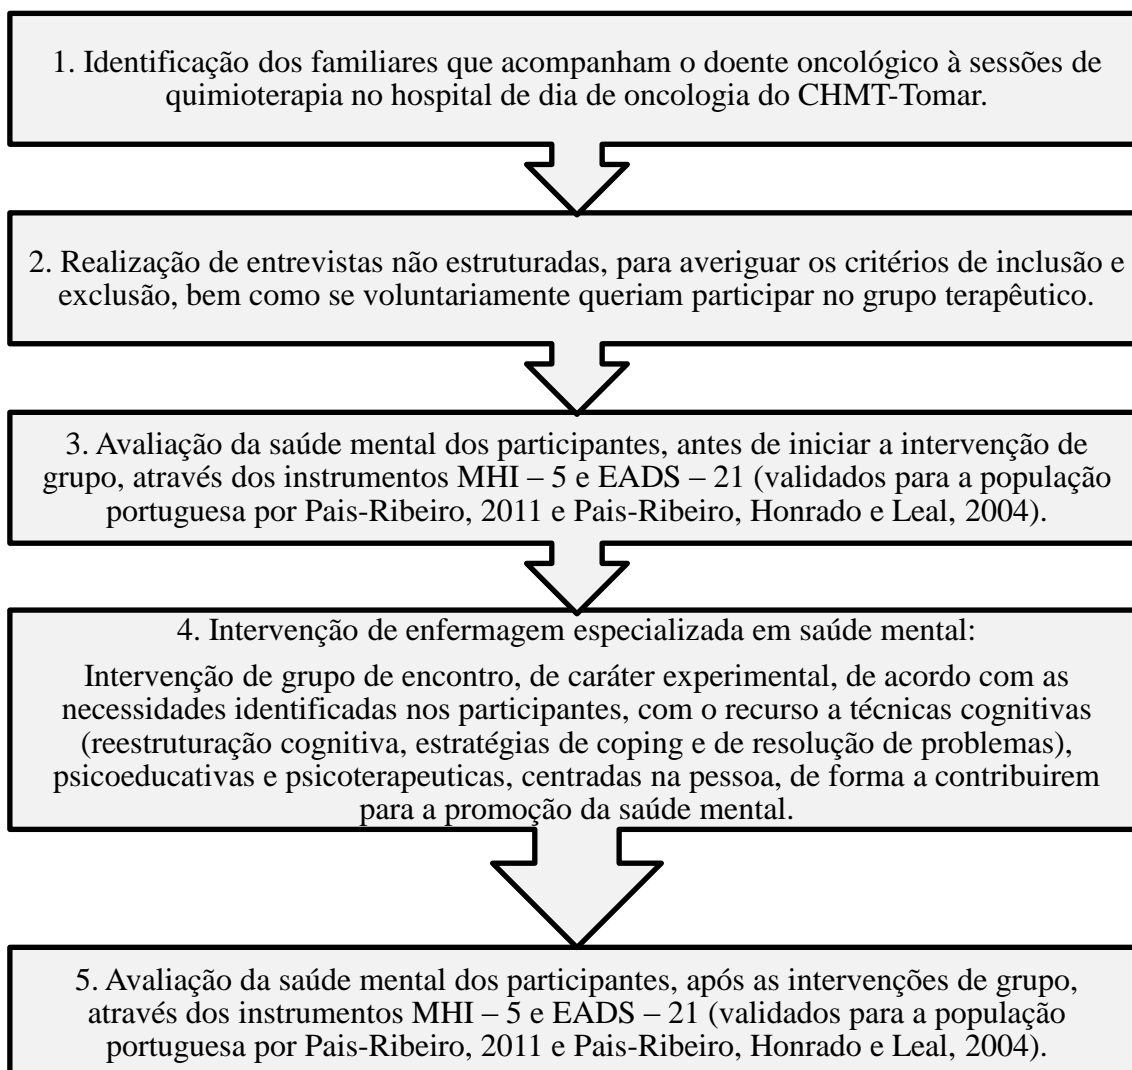 1. Identificação dos familiares que acompanham o doente oncológico à sessões de
quimioterapia no hospital de dia de oncologia do CHMT-Tomar.
2. Realização de entrevistas não estruturadas, para averiguar os critérios de inclusão e
exclusão, bem como se voluntariamente queriam participar no grupo terapêutico.
3. Avaliação da saúde mental dos participantes, antes de iniciar a intervenção de
grupo, através dos instrumentos MHI – 5 e EADS – 21 (validados para a população
portuguesa por Pais-Ribeiro, 2011 e Pais-Ribeiro, Honrado e Leal, 2004).
4. Intervenção de enfermagem especializada em saúde mental:
Intervenção de grupo de encontro, de caráter experimental, de acordo com as
necessidades identificadas nos participantes, com o recurso a técnicas cognitivas
(reestruturação cognitiva, estratégias de coping e de resolução de problemas),
psicoeducativas e psicoterapeuticas, centradas na pessoa, de forma a contribuirem
para a promoção da saúde mental.
5. Avaliação da saúde mental dos participantes, após as intervenções de grupo,
através dos instrumentos MHI – 5 e EADS – 21 (validados para a população
portuguesa por Pais-Ribeiro, 2011 e Pais-Ribeiro, Honrado e Leal, 2004).